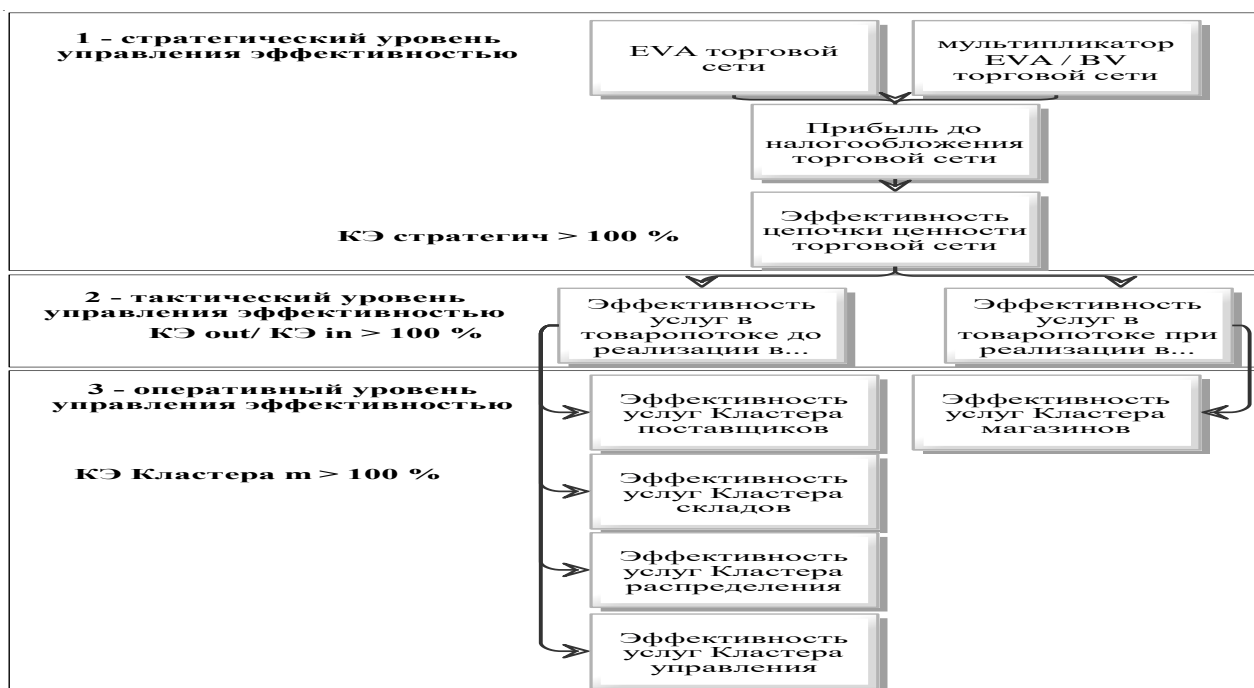 1 - стратегический уровень
управления эффективностью
EVA торговой
сети
мультипликатор
EVA / BV
торговой сети
Прибыль до
налогообложения
торговой сети
Эффективность
цепочки ценности
торговой сети
КЭ стратегич > 100 %
2 - тактический уровень
управления эффективностью
КЭ out/ КЭ in > 100 %
Эффективность
услуг в
товаропотоке до
реализации в...
Эффективность
услуг в
товаропотоке при
реализации в...
3 - оперативный уровень
управления эффективностью
КЭ Кластера m > 100 %
Эффективность
услуг Кластера
поставщиков
Эффективность
услуг Кластера
магазинов
Эффективность
услуг Кластера
складов
Эффективность
услуг Кластера
распределения
Эффективность
услуг Кластера
управления